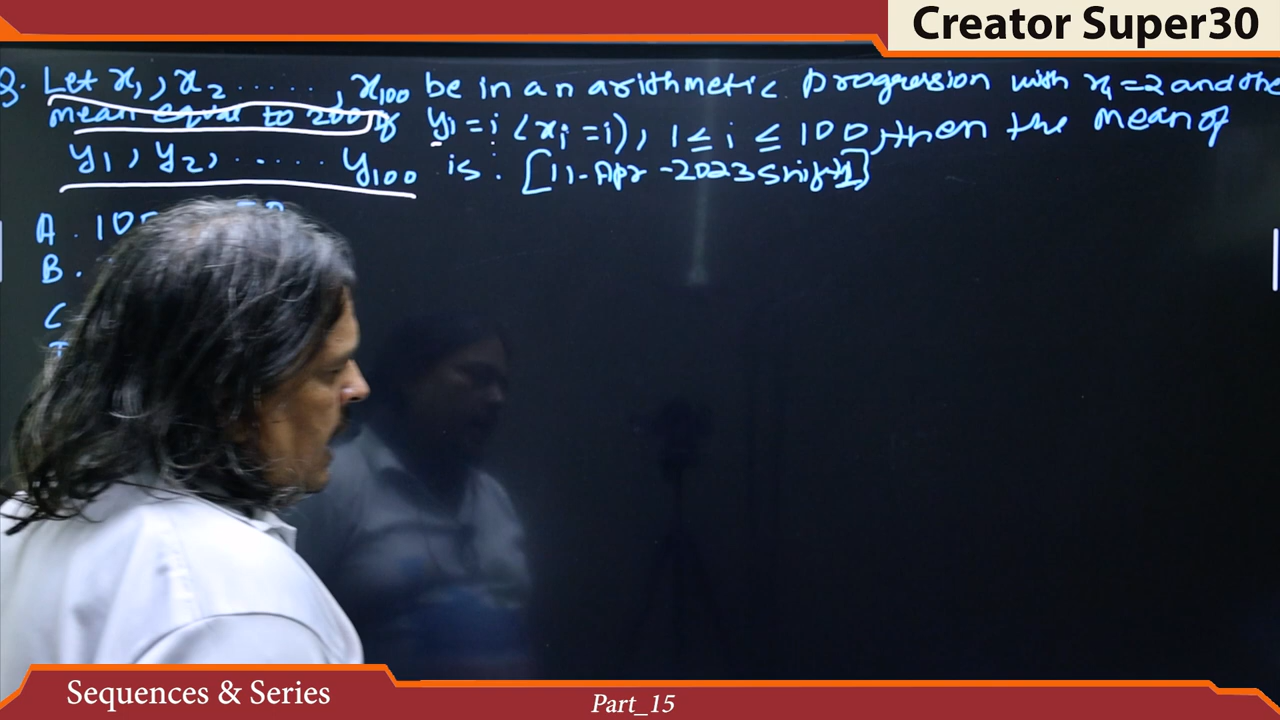 Creator Super30
Q. Let x₁, x₂ ......, x₁₀₀ be in an arithmetic progression with x₁ = 2 and the
mean equal to 200 if yi = i (xi = i), 1 ≤ i ≤ 100, then the mean of
y₁, y₂, ...... y₁₀₀ is. [11-Apr-2023 shift 1]
A. 10
B.
C
Sequences & Series
Part_15